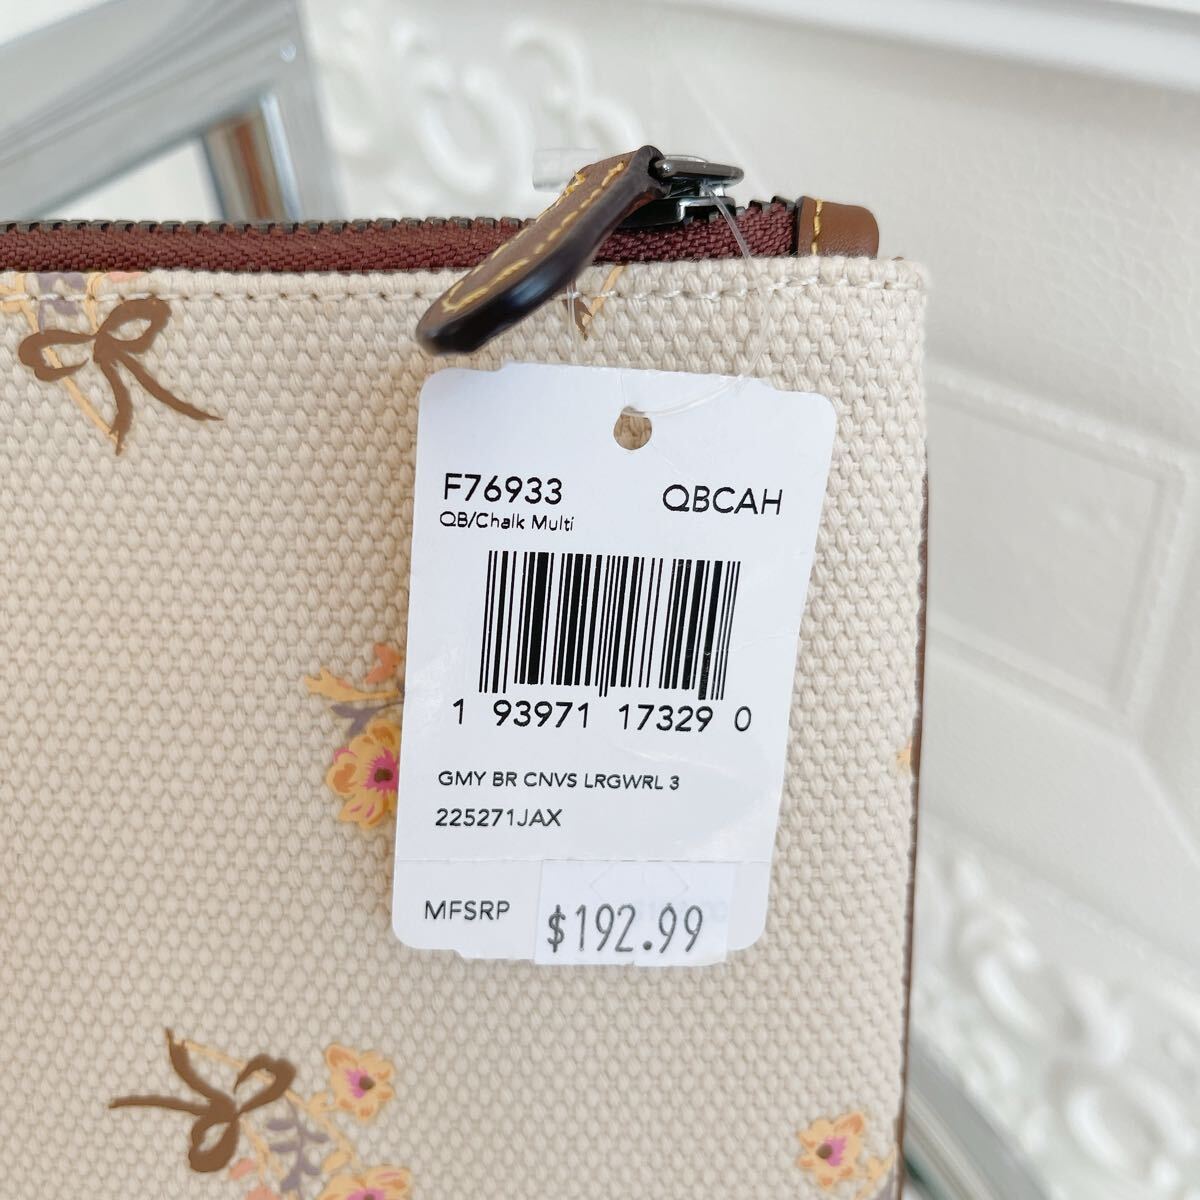 F76933 QBCAH
QB/Chalk Multi
1 93971 17329 0
GMY BR CNVS LRGWRL 3
225271JAX
MFSRP $192.99